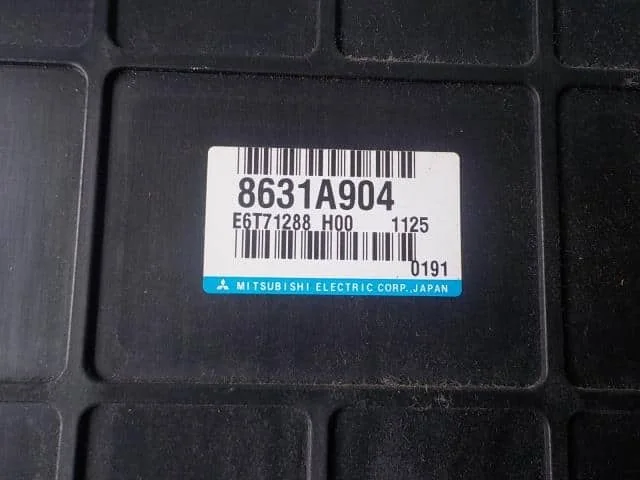 8631A904
E6T71288 H00 1125
0191
MITSUBISHI ELECTRIC CORP.,JAPAN